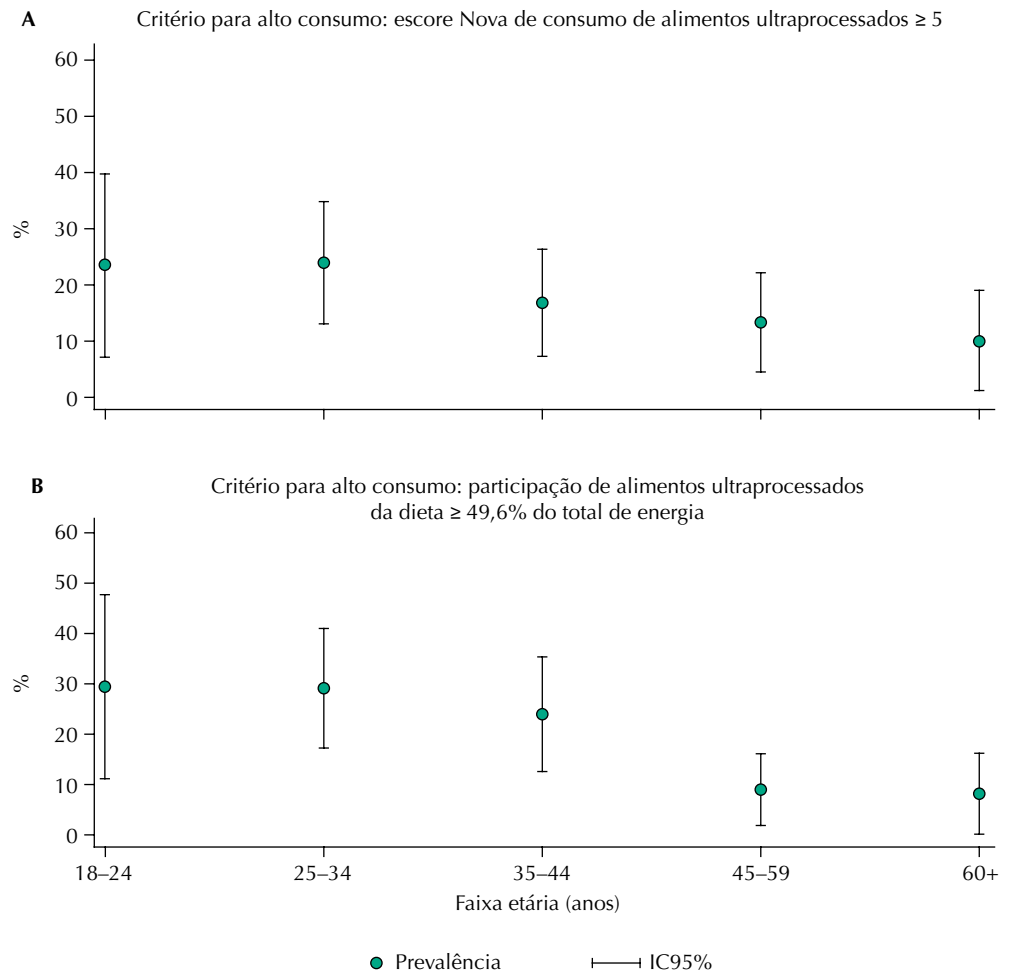 A Critério para alto consumo: escore Nova de consumo de alimentos ultraprocessados ≥ 5
60
50
40
30
20
10
0
%
B Critério para alto consumo: participação de alimentos ultraprocessados
da dieta ≥ 49,6% do total de energia
60
50
40
30
20
10
0
%
18–24 25–34 35–44 45–59 60+
Faixa etária (anos)
Prevalência IC95%